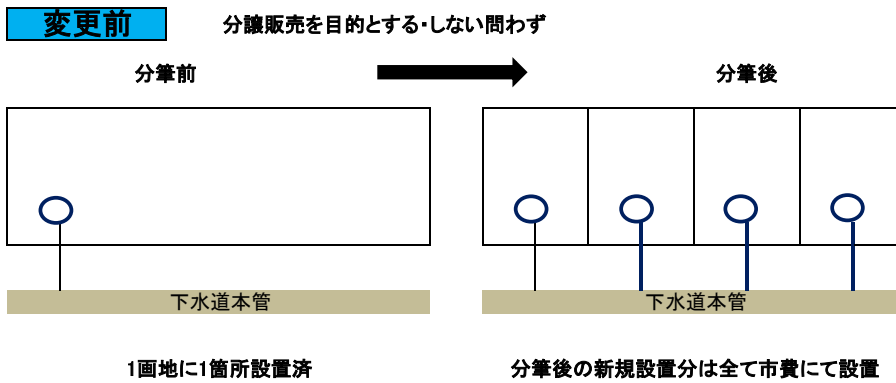 変更前
分譲販売を目的とする・しない問わず
分筆前
分筆後
下水道本管
下水道本管
1画地に1箇所設置済
分筆後の新規設置分は全て市費にて設置